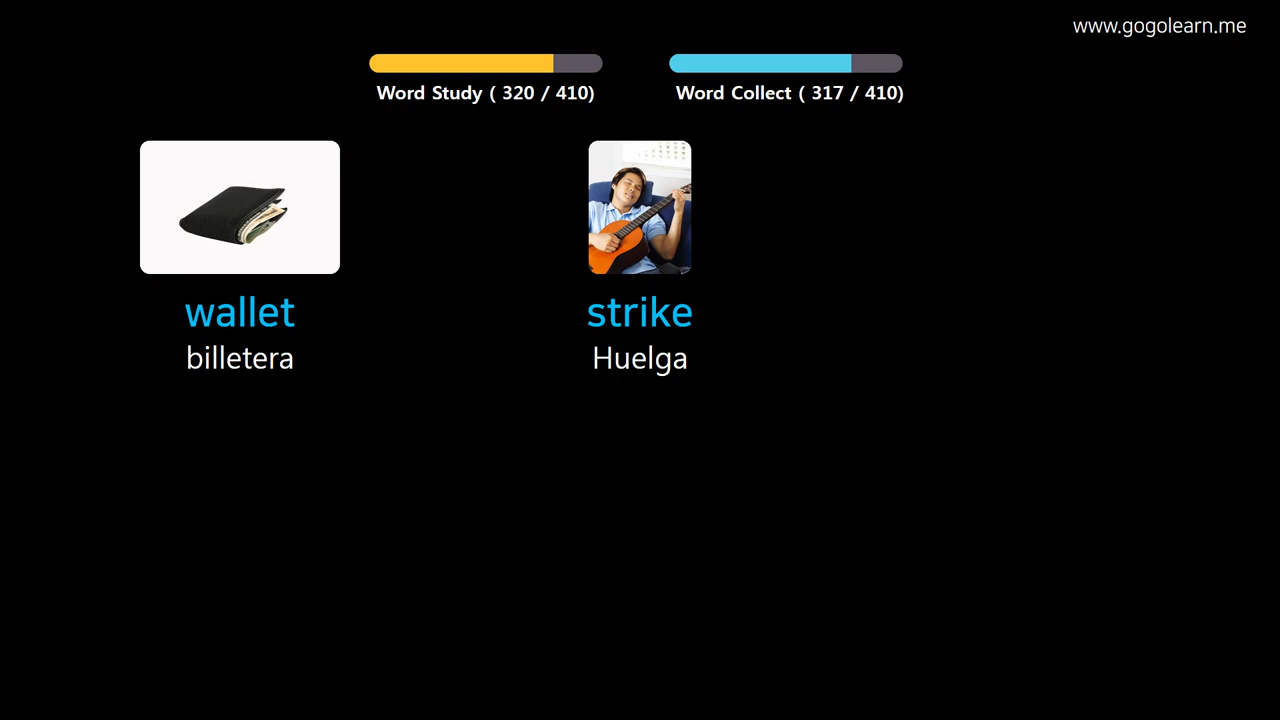 www.gogolearn.me
Word Study ( 320 / 410)
Word Collect ( 317 / 410)
wallet
billetera
strike
Huelga